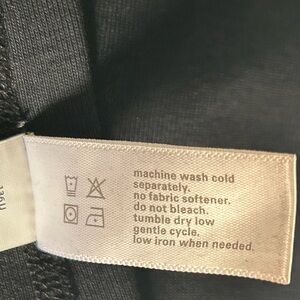 machine wash cold
separately.
no fabric softener.
do not bleach.
tumble dry low
gentle cycle.
low iron when needed.